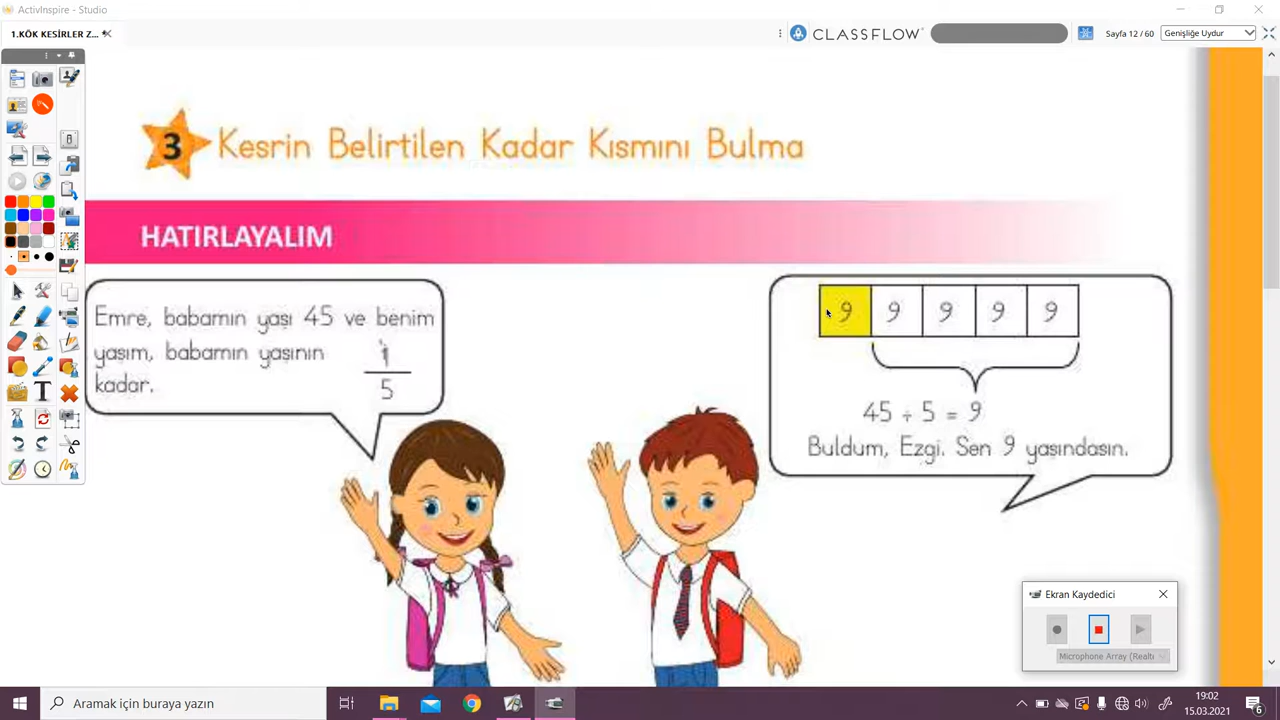 ActivInspire - Studio
1.KÖK KESİRLER Z...
CLASSFLOW
Sayfa 12 / 60
Genişliğe Uydur
3 Kesrin Belirtilen Kadar Kısmını Bulma
HATIRLAYALIM
Emre, babamın yaşı 45 ve benim
yaşım, babamın yaşının 1/5
kadar.
9 9 9 9 9
45 ÷ 5 = 9
Buldum, Ezgi. Sen 9 yaşındasın.
Ekran Kaydedici
Microphone Array (Realt
Aramak için buraya yazın
19:02
15.03.2021
6